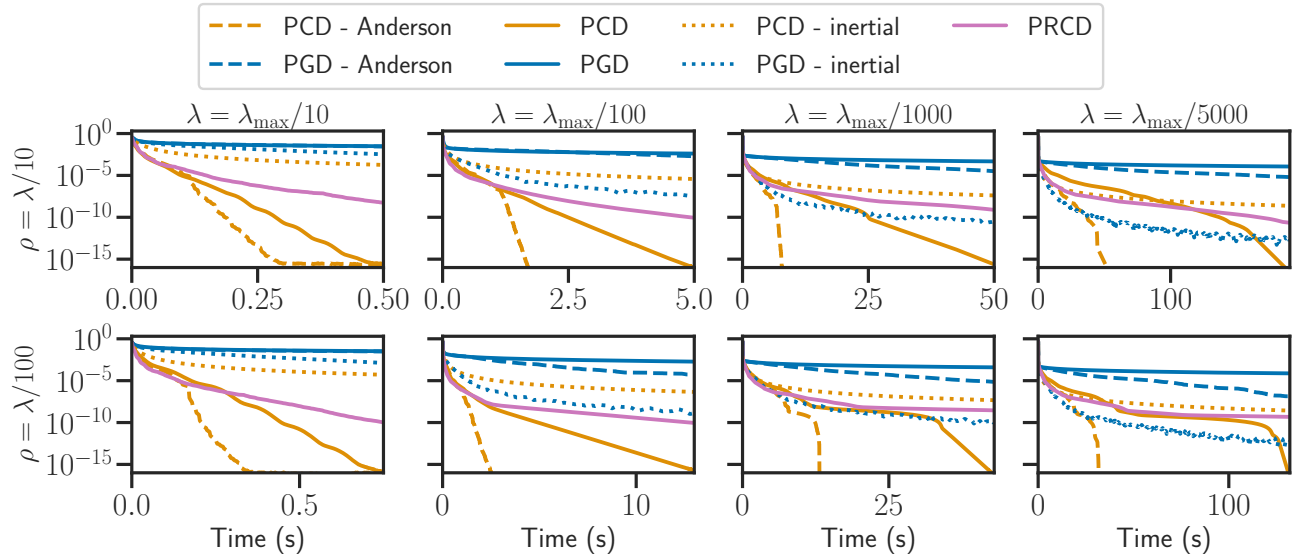 PCD - Anderson PCD PCD - inertial PRCD
PGD - Anderson PGD PGD - inertial
λ = λmax/10 λ = λmax/100 λ = λmax/1000 λ = λmax/5000
ρ = λ/10
10^0
10^−5
10^−10
10^−15
0.00 0.25 0.50 0.0 2.5 5.0 0 25 50 0 100
ρ = λ/100
10^0
10^−5
10^−10
10^−15
0.0 0.5 0 10 0 25 0 100
Time (s) Time (s) Time (s) Time (s)